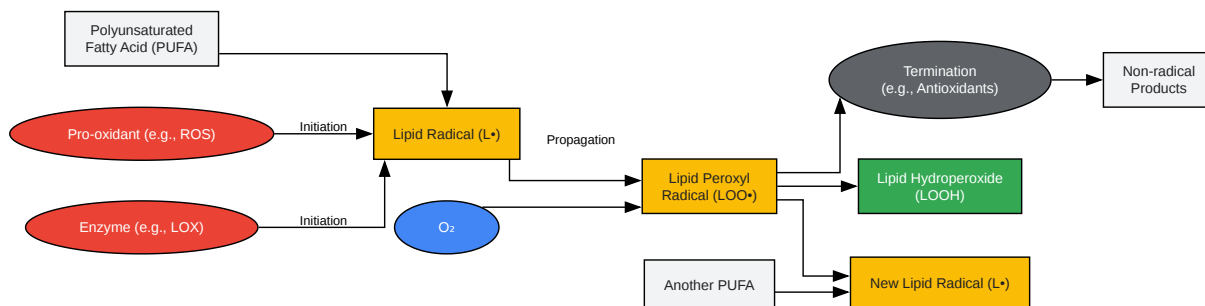 Polyunsaturated
Fatty Acid (PUFA)
Termination
(e.g., Antioxidants)
Non-radical
Products
Pro-oxidant (e.g., ROS)
Initiation
Lipid Radical (L•)
Propagation
Lipid Peroxyl
Radical (LOO•)
Lipid Hydroperoxide
(LOOH)
Enzyme (e.g., LOX)
Initiation
O₂
Another PUFA
New Lipid Radical (L•)